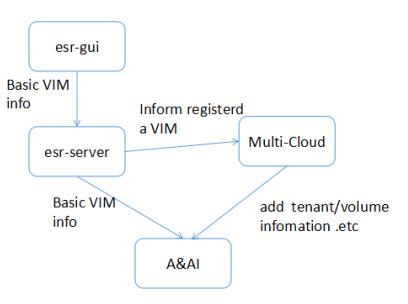 esr-gui
Basic VIM
info
Inform registerd
a VIM
Multi-Cloud
esr-server
Basic VIM
info
add tenant/volume
infomation .etc
A&AI